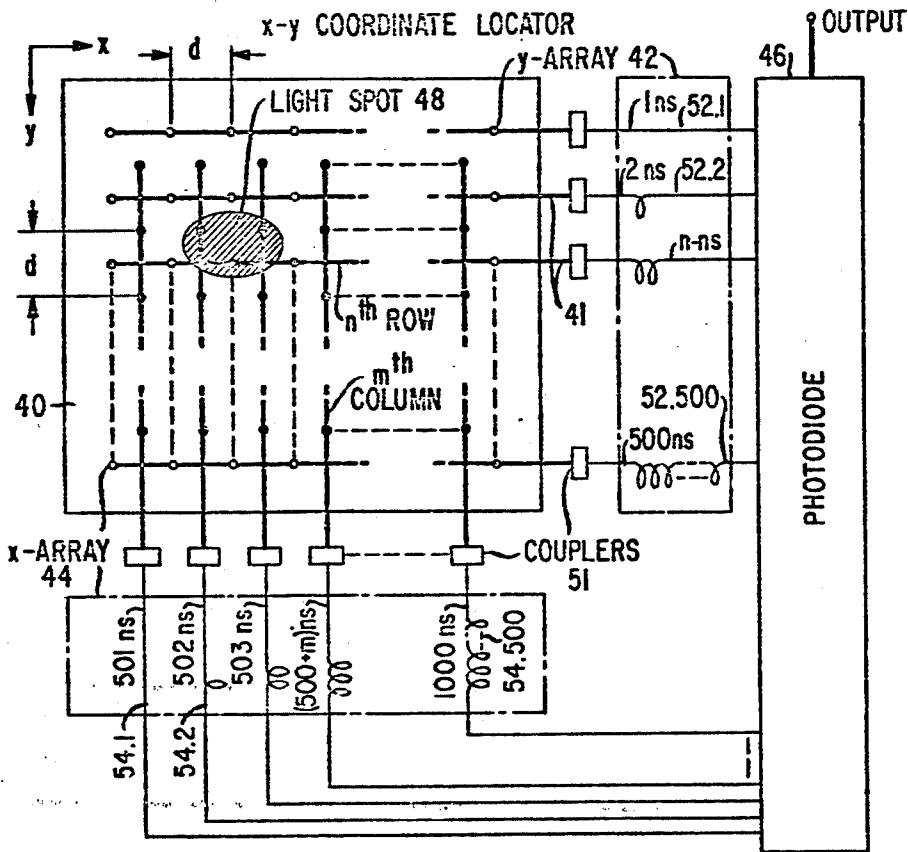 OUTPUT
x-y COORDINATE LOCATOR
x
d
46
y-ARRAY 42
LIGHT SPOT 48
y
1ns
52.1
2 ns
52.2
d
n-ns
nth ROW
41
mth
COLUMN
40
52.500
500ns
PHOTODIODE
x-ARRAY
44
COUPLERS
51
501 ns
502 ns
503 ns
(500+m)ns
1000 ns
54.500
54.1
54.2